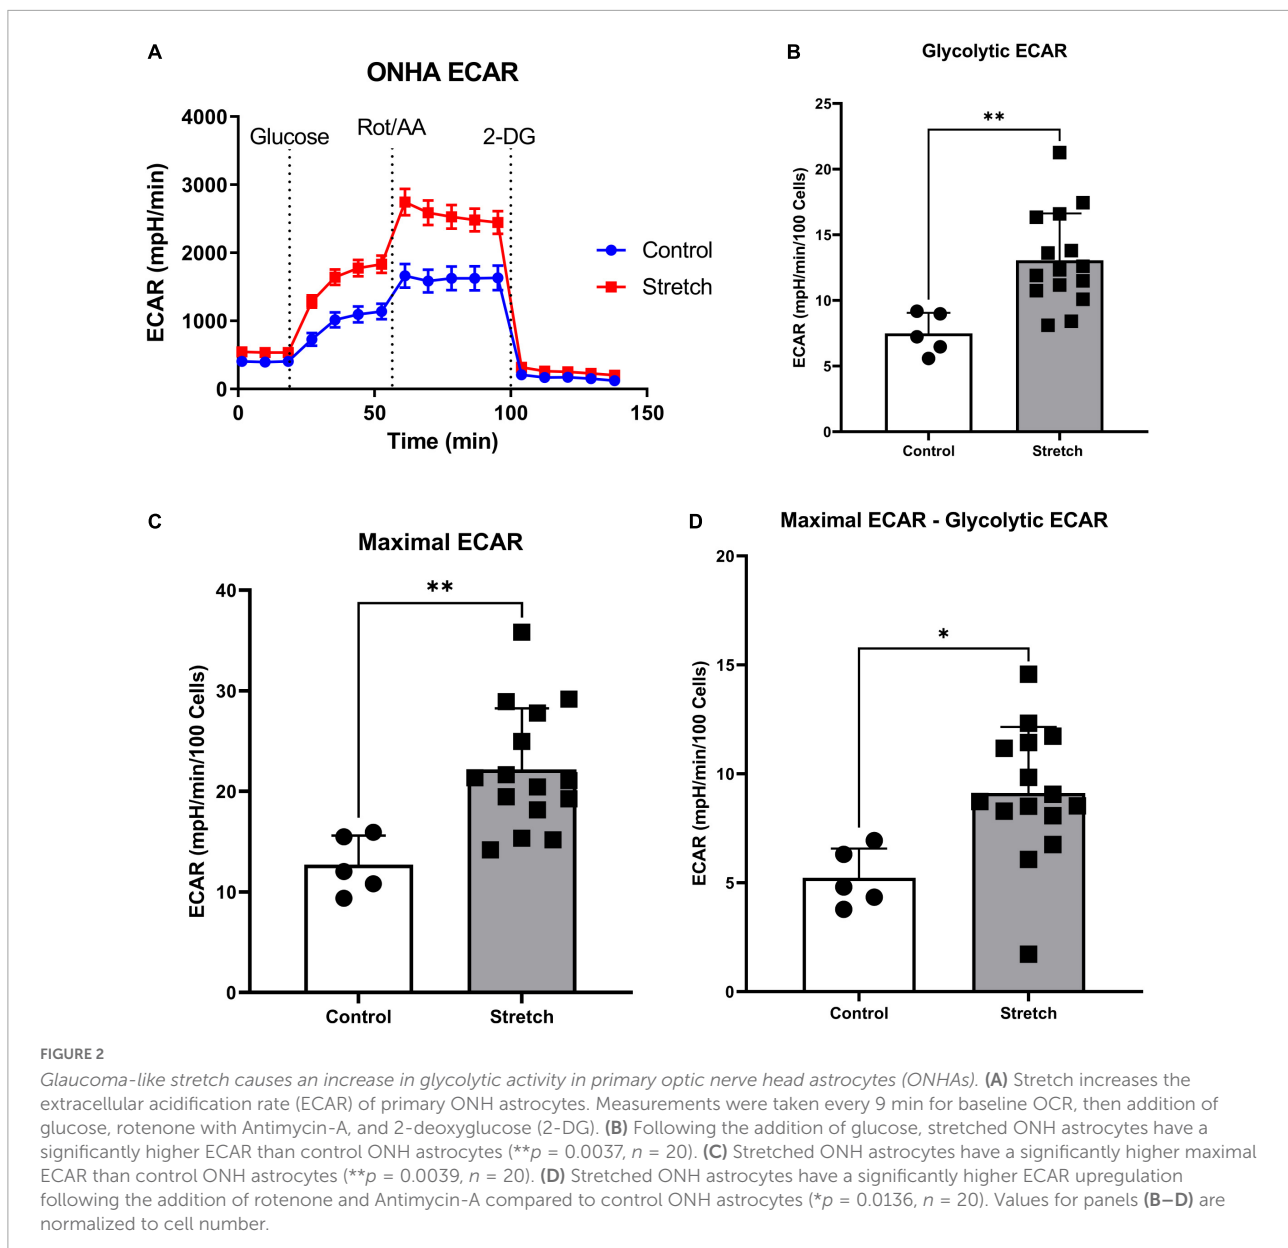 A
ONHA ECAR
ECAR (mpH/min)
4000
3000
2000
1000
0
Glucose
Rot/AA
2-DG
0
50
100
150
Time (min)
Control
Stretch
B
Glycolytic ECAR
ECAR (mpH/min/100 Cells)
25
20
15
10
5
0
**
Control
Stretch
C
Maximal ECAR
ECAR (mpH/min/100 Cells)
40
30
20
10
0
**
Control
Stretch
D
Maximal ECAR - Glycolytic ECAR
ECAR (mpH/min/100 Cells)
20
15
10
5
0
*
Control
Stretch
FIGURE 2
Glaucoma-like stretch causes an increase in glycolytic activity in primary optic nerve head astrocytes (ONHAs). (A) Stretch increases the
extracellular acidification rate (ECAR) of primary ONH astrocytes. Measurements were taken every 9 min for baseline OCR, then addition of
glucose, rotenone with Antimycin-A, and 2-deoxyglucose (2-DG). (B) Following the addition of glucose, stretched ONH astrocytes have a
significantly higher ECAR than control ONH astrocytes (**p = 0.0037, n = 20). (C) Stretched ONH astrocytes have a significantly higher maximal
ECAR than control ONH astrocytes (**p = 0.0039, n = 20). (D) Stretched ONH astrocytes have a significantly higher ECAR upregulation
following the addition of rotenone and Antimycin-A compared to control ONH astrocytes (*p = 0.0136, n = 20). Values for panels (B–D) are
normalized to cell number.